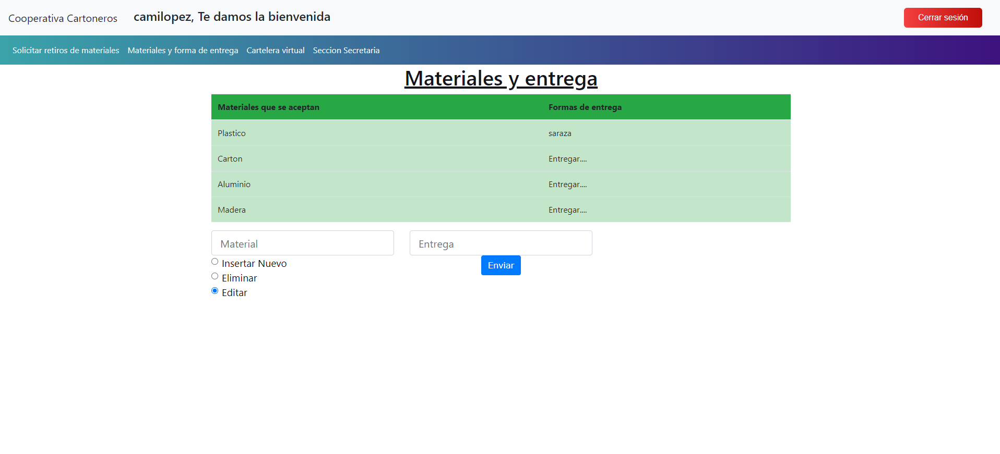 Cooperativa Cartoneros camilopez, Te damos la bienvenida Cerrar sesión
Solicitar retiros de materiales Materiales y forma de entrega Cartelera virtual Seccion Secretaria
Materiales y entrega
Materiales que se aceptan Formas de entrega
Plastico saraza
Carton Entregar....
Aluminio Entregar....
Madera Entregar....
Material Entrega
Insertar Nuevo Enviar
Eliminar
Editar